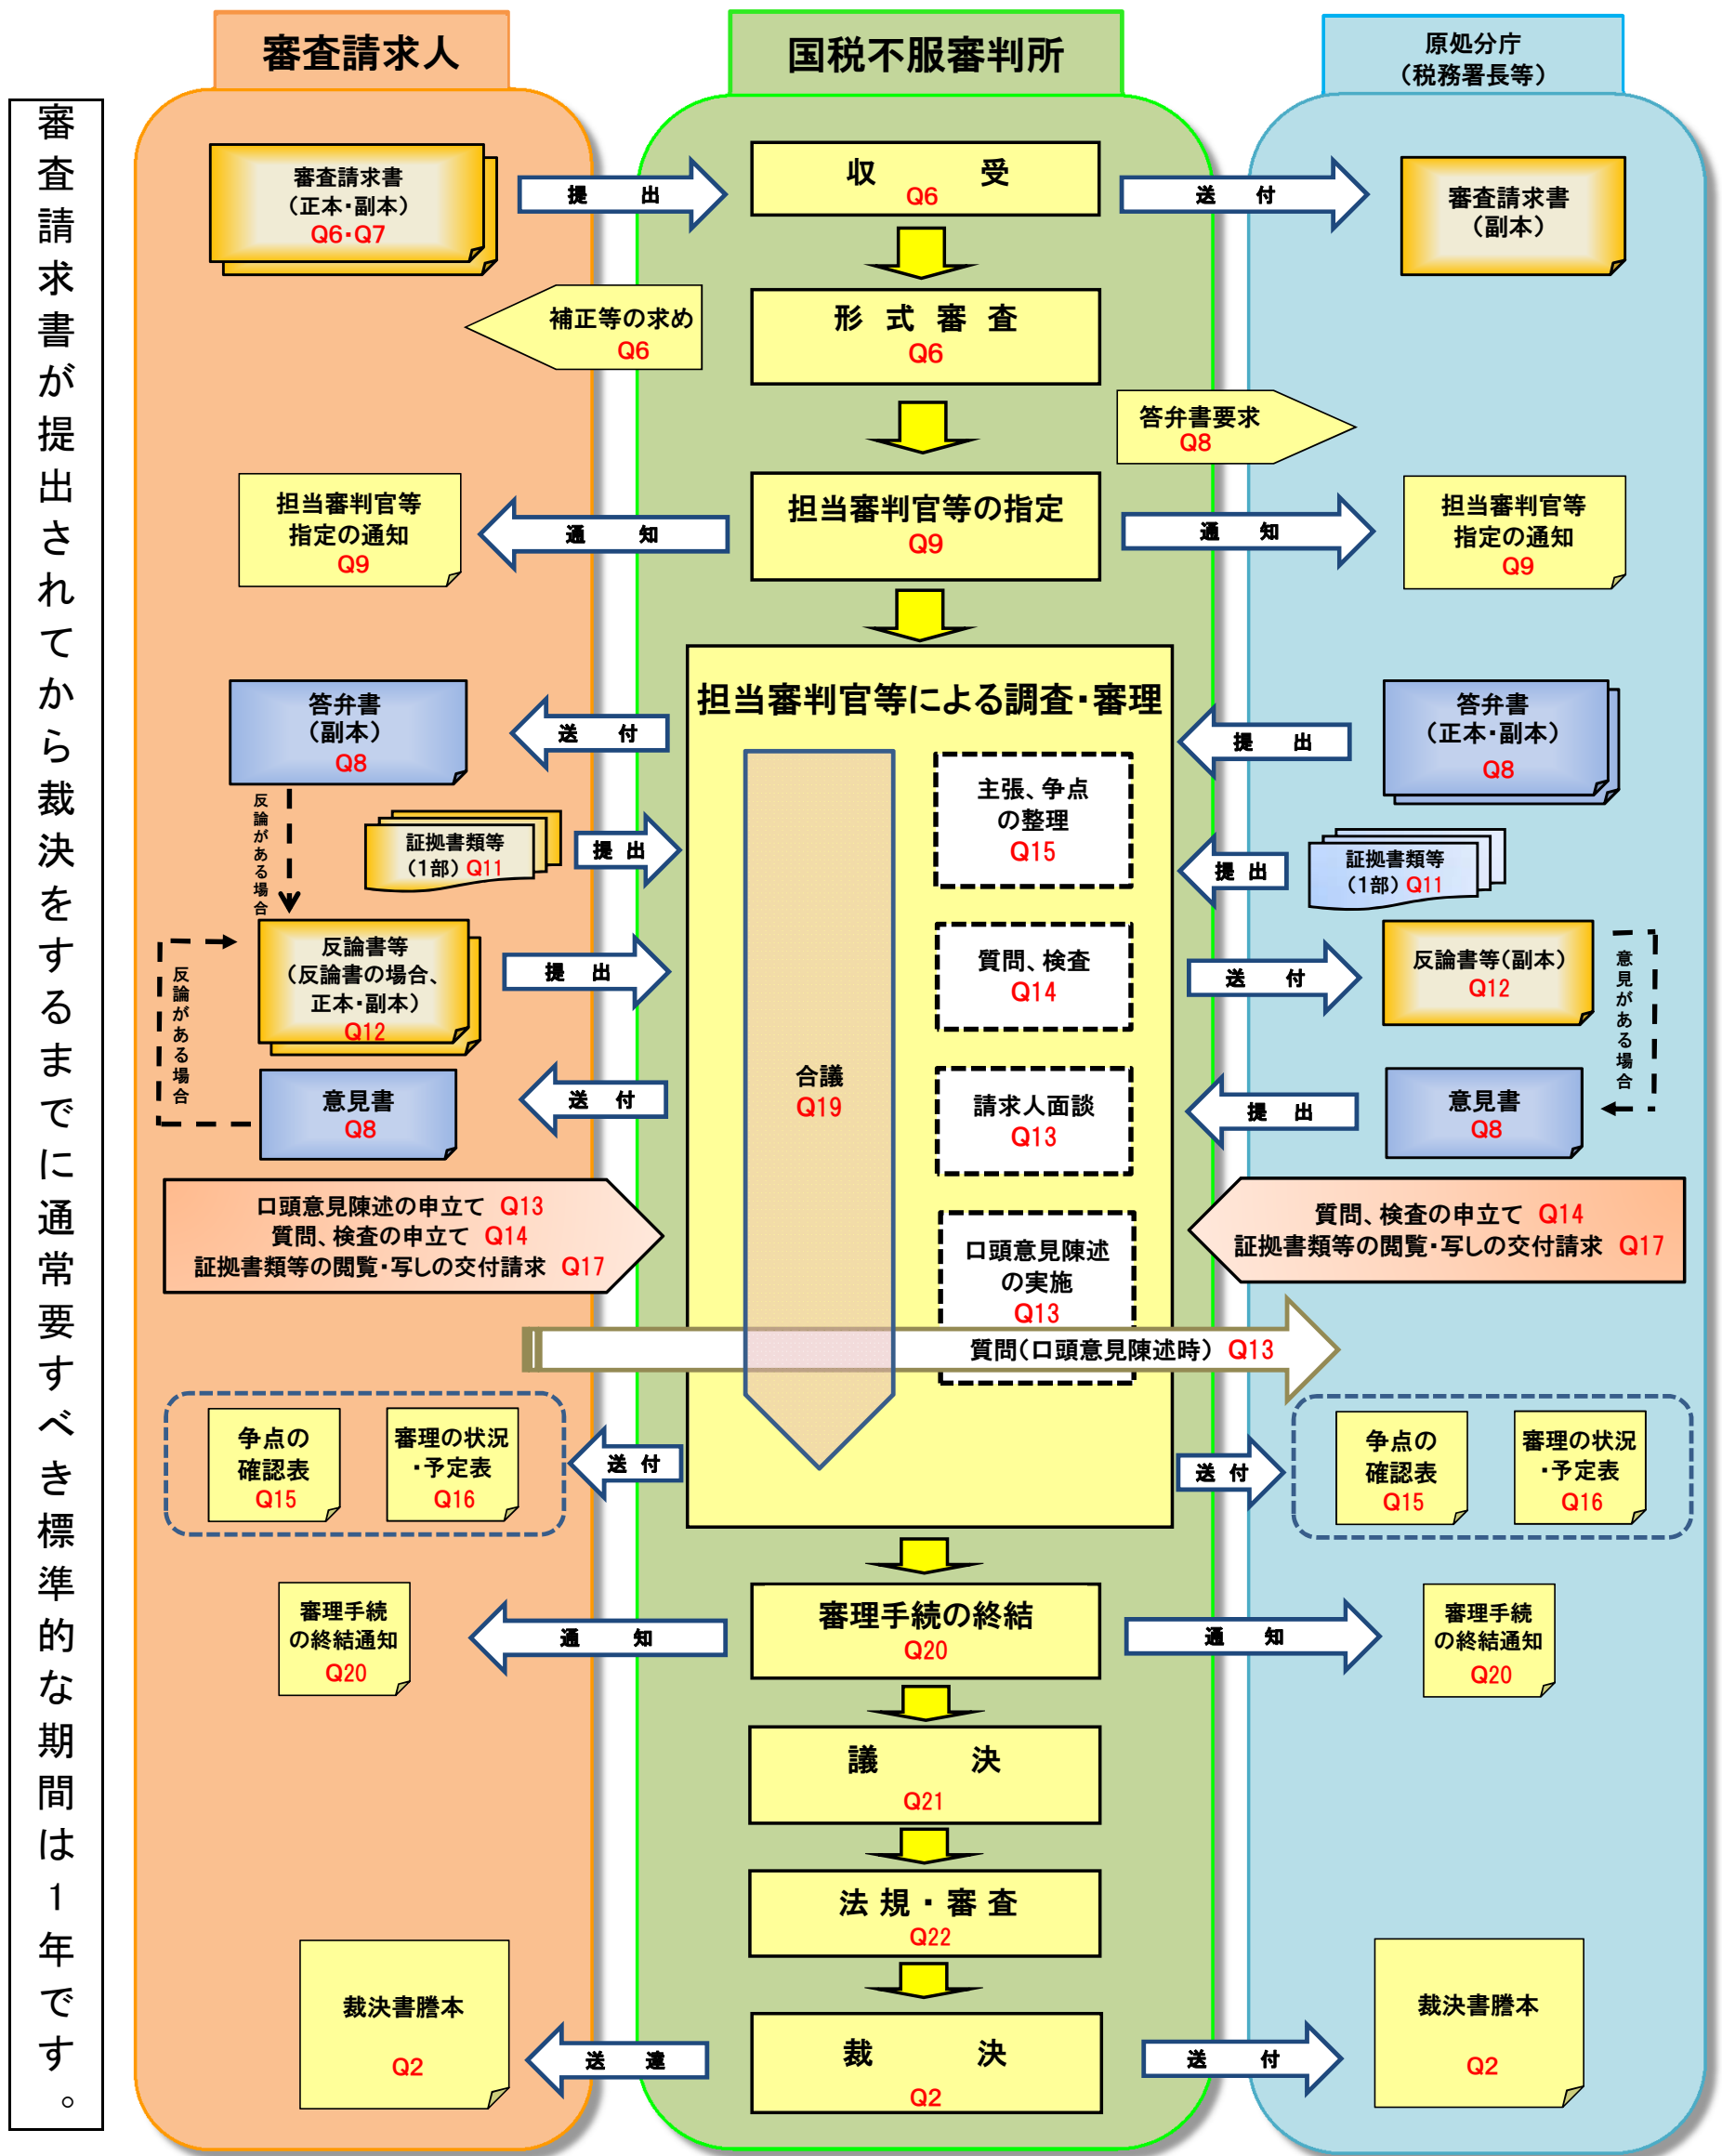 審査請求書が提出されてから裁決をするまでに通常要すべき標準的な期間は1年です。
審査請求人
国税不服審判所
原処分庁
（税務署長等）
審査請求書
（正本・副本）
Q6・Q7
提　出
収　受
Q6
送　付
審査請求書
（副本）
補正等の求め
Q6
形式審査
Q6
答弁書要求
Q8
担当審判官等
指定の通知
Q9
通　知
担当審判官等の指定
Q9
通　知
担当審判官等
指定の通知
Q9
担当審判官等による調査・審理
答弁書
（副本）
Q8
送　付
提　出
答弁書
（正本・副本）
Q8
反論がある場合
証拠書類等
（1部）Q11
提　出
主張、争点
の整理
Q15
提　出
証拠書類等
（1部）Q11
反論がある場合
反論書等
（反論書の場合、
正本・副本）
Q12
提　出
質問、検査
Q14
送　付
反論書等（副本）
Q12
意見がある場合
意見書
Q8
送　付
合議
Q19
請求人面談
Q13
提　出
意見書
Q8
口頭意見陳述の申立て Q13
質問、検査の申立て Q14
証拠書類等の閲覧・写しの交付請求 Q17
口頭意見陳述
の実施
Q13
質問、検査の申立て Q14
証拠書類等の閲覧・写しの交付請求 Q17
質問（口頭意見陳述時） Q13
争点の
確認表
Q15
審理の状況
・予定表
Q16
送　付
送　付
争点の
確認表
Q15
審理の状況
・予定表
Q16
審理手続
の終結通知
Q20
通　知
審理手続の終結
Q20
通　知
審理手続
の終結通知
Q20
議　決
Q21
法規・審査
Q22
裁決書謄本
Q2
送　達
裁　決
Q2
送　付
裁決書謄本
Q2